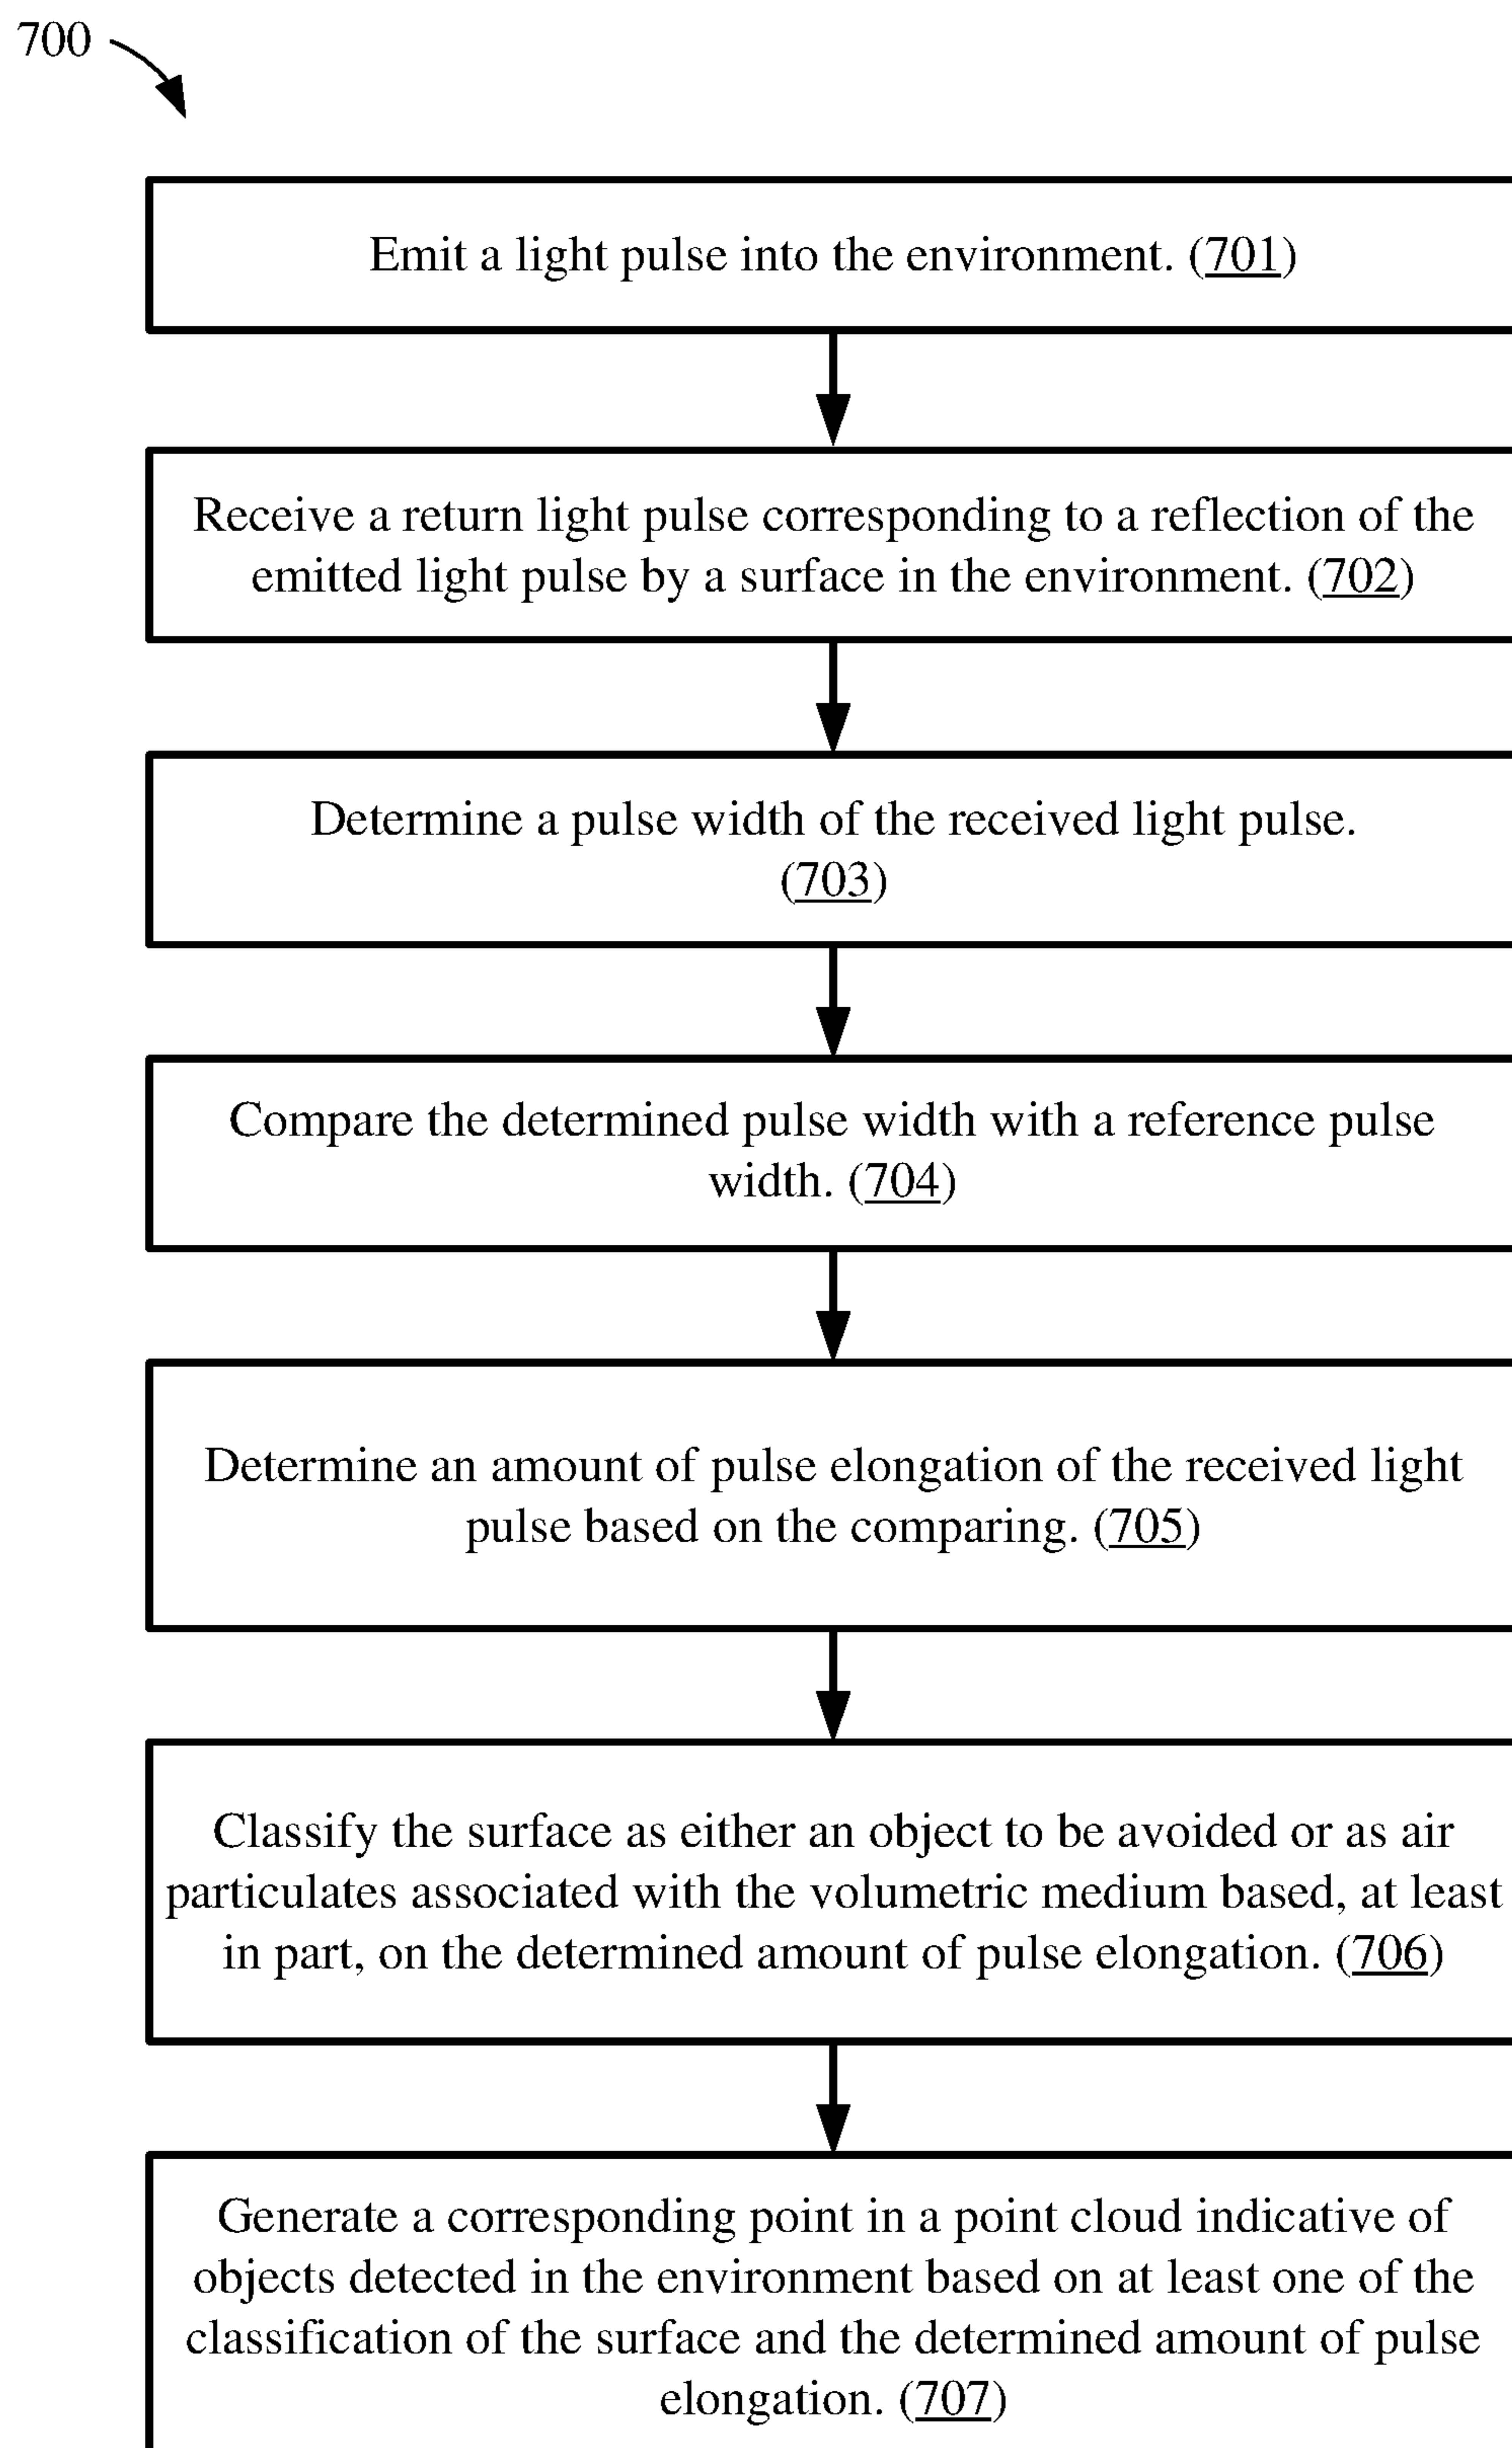 700
Emit a light pulse into the environment. (701)
Receive a return light pulse corresponding to a reflection of the
emitted light pulse by a surface in the environment. (702)
Determine a pulse width of the received light pulse.
(703)
Compare the determined pulse width with a reference pulse
width. (704)
Determine an amount of pulse elongation of the received light
pulse based on the comparing. (705)
Classify the surface as either an object to be avoided or as air
particulates associated with the volumetric medium based, at least
in part, on the determined amount of pulse elongation. (706)
Generate a corresponding point in a point cloud indicative of
objects detected in the environment based on at least one of the
classification of the surface and the determined amount of pulse
elongation. (707)